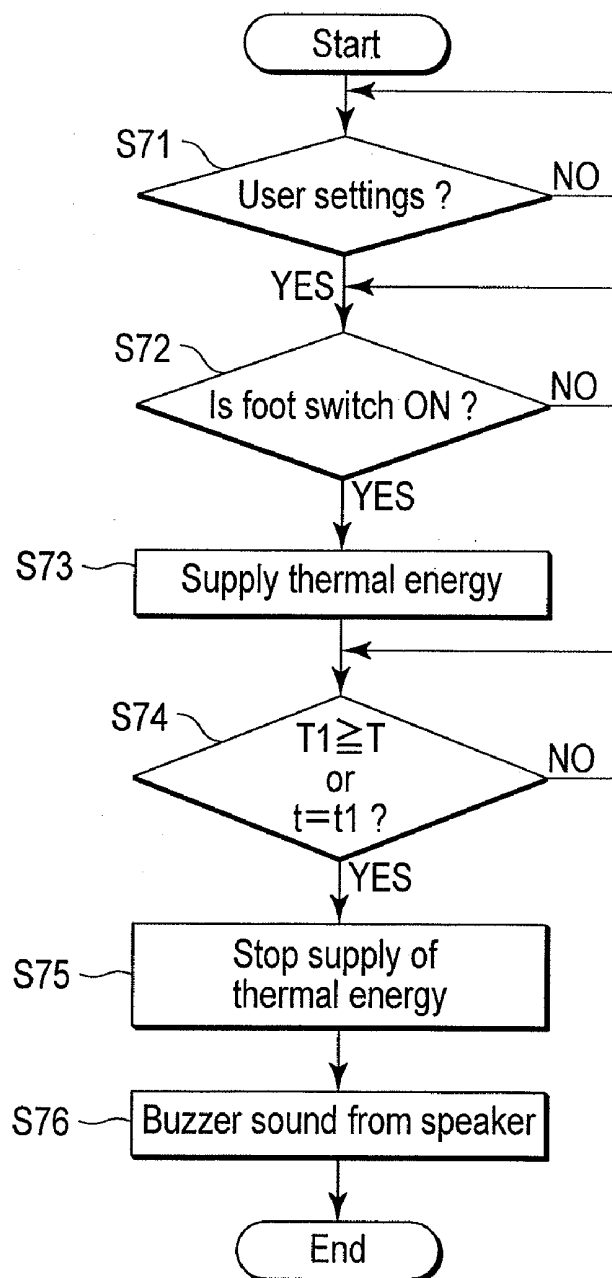 Start
S71
User settings ?
NO
YES
S72
Is foot switch ON ?
NO
YES
S73
Supply thermal energy
S74
T1≧T
or
t=t1 ?
NO
YES
S75
Stop supply of
thermal energy
S76
Buzzer sound from speaker
End